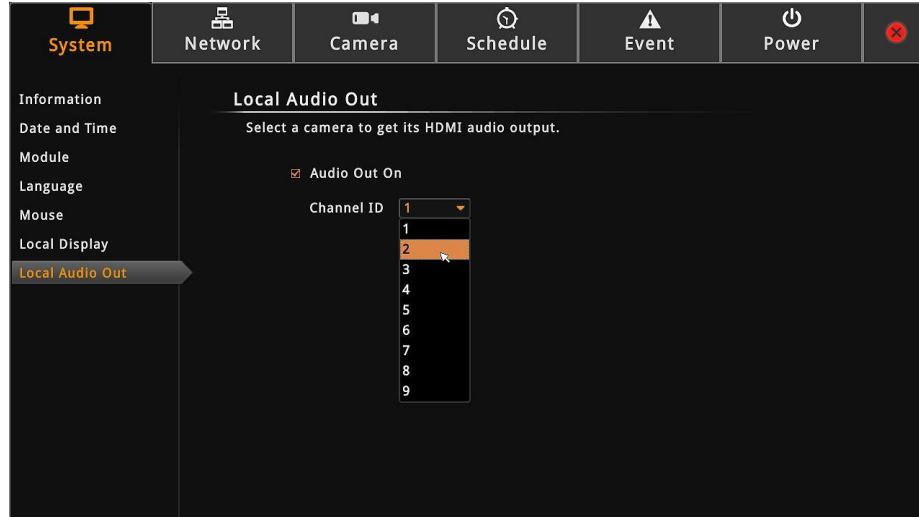 System Network Camera Schedule Event Power
Information
Date and Time
Module
Language
Mouse
Local Display
Local Audio Out
Local Audio Out
Select a camera to get its HDMI audio output.
Audio Out On
Channel ID 1
1
2
3
4
5
6
7
8
9